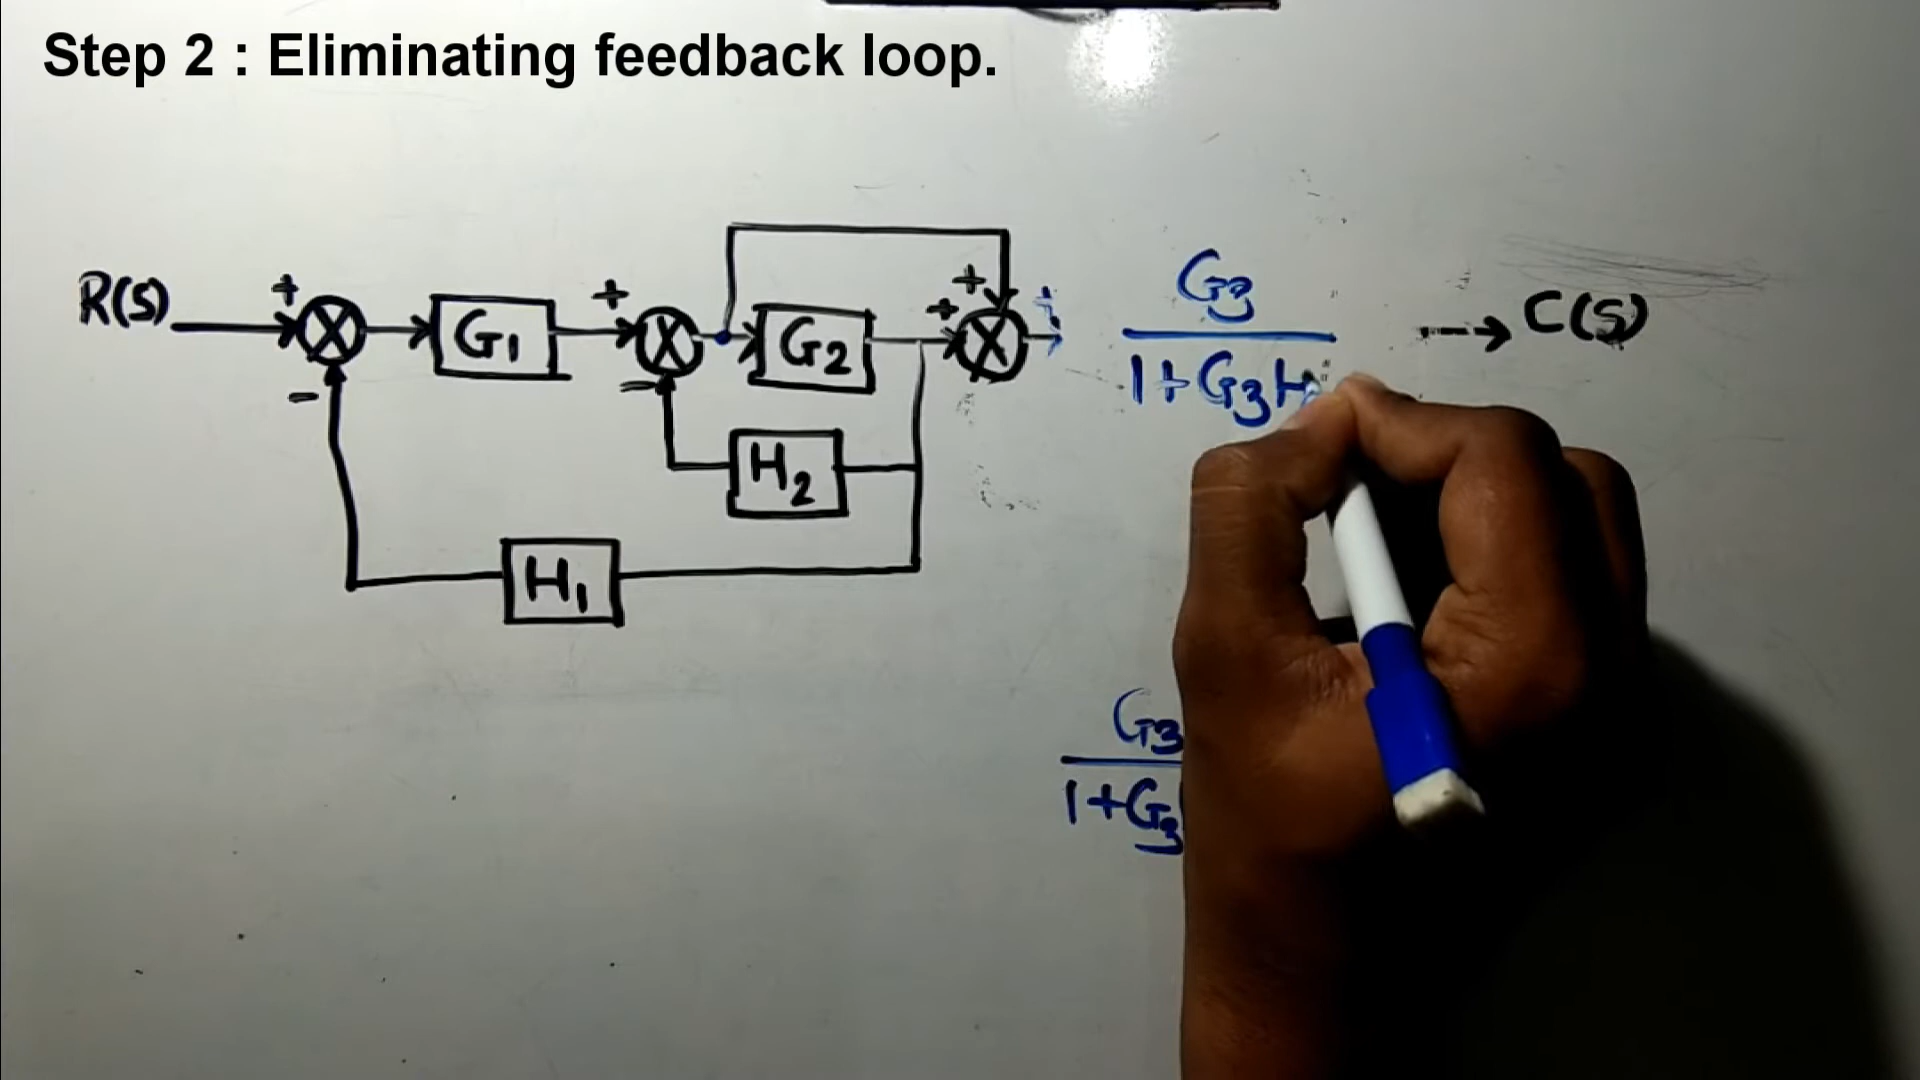 Step 2 : Eliminating feedback loop.
R(S) + - G1 + - G2 + + G3 C(S)
1+G3H
H2
H1
G3
1+G3